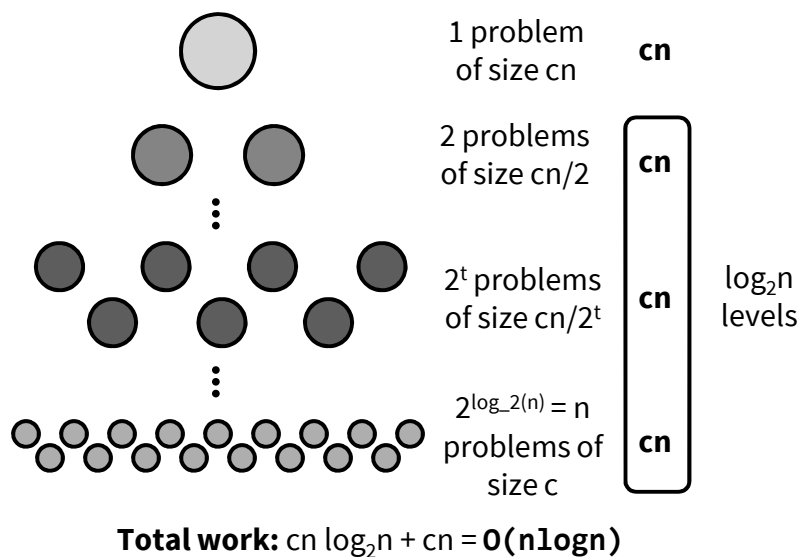 1 problem
of size cn
cn
2 problems
of size cn/2
cn
2ᵗ problems
of size cn/2ᵗ
cn
log₂n
levels
2^log_2(n) = n
problems of
size c
cn
Total work: cn log₂n + cn = O(nlogn)